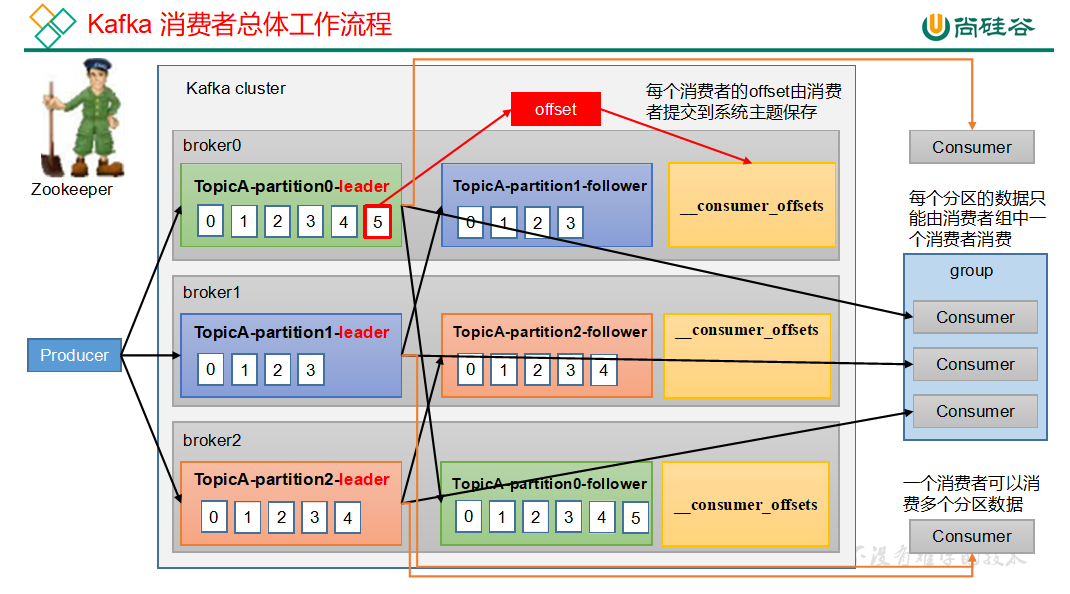 Kafka 消费者总体工作流程
尚硅谷
Zookeeper
Kafka cluster
offset
每个消费者的offset由消费
者提交到系统主题保存
Consumer
broker0
TopicA-partition0-leader
0 1 2 3 4 5
TopicA-partition1-follower
0 1 2 3
__consumer_offsets
每个分区的数据只
能由消费者组中一
个消费者消费
group
Consumer
Consumer
Consumer
broker1
Producer
TopicA-partition1-leader
0 1 2 3
TopicA-partition2-follower
0 1 2 3 4
__consumer_offsets
broker2
TopicA-partition2-leader
0 1 2 3 4
TopicA-partition0-follower
0 1 2 3 4 5
__consumer_offsets
一个消费者可以消
费多个分区数据
Consumer
没有难学的技术